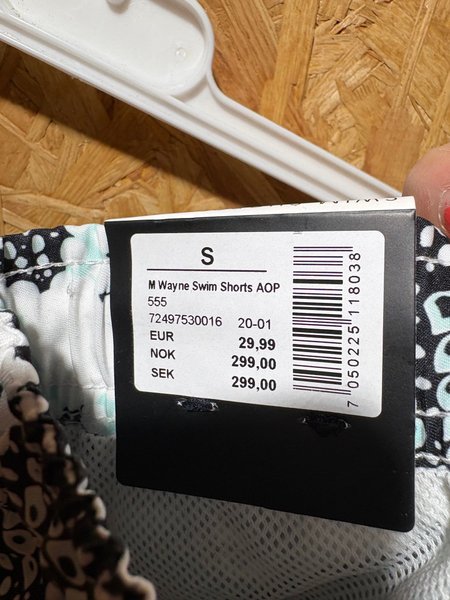 S
M Wayne Swim Shorts AOP
555
72497530016 20-01
EUR 29,99
NOK 299,00
SEK 299,00
7 050225 118038